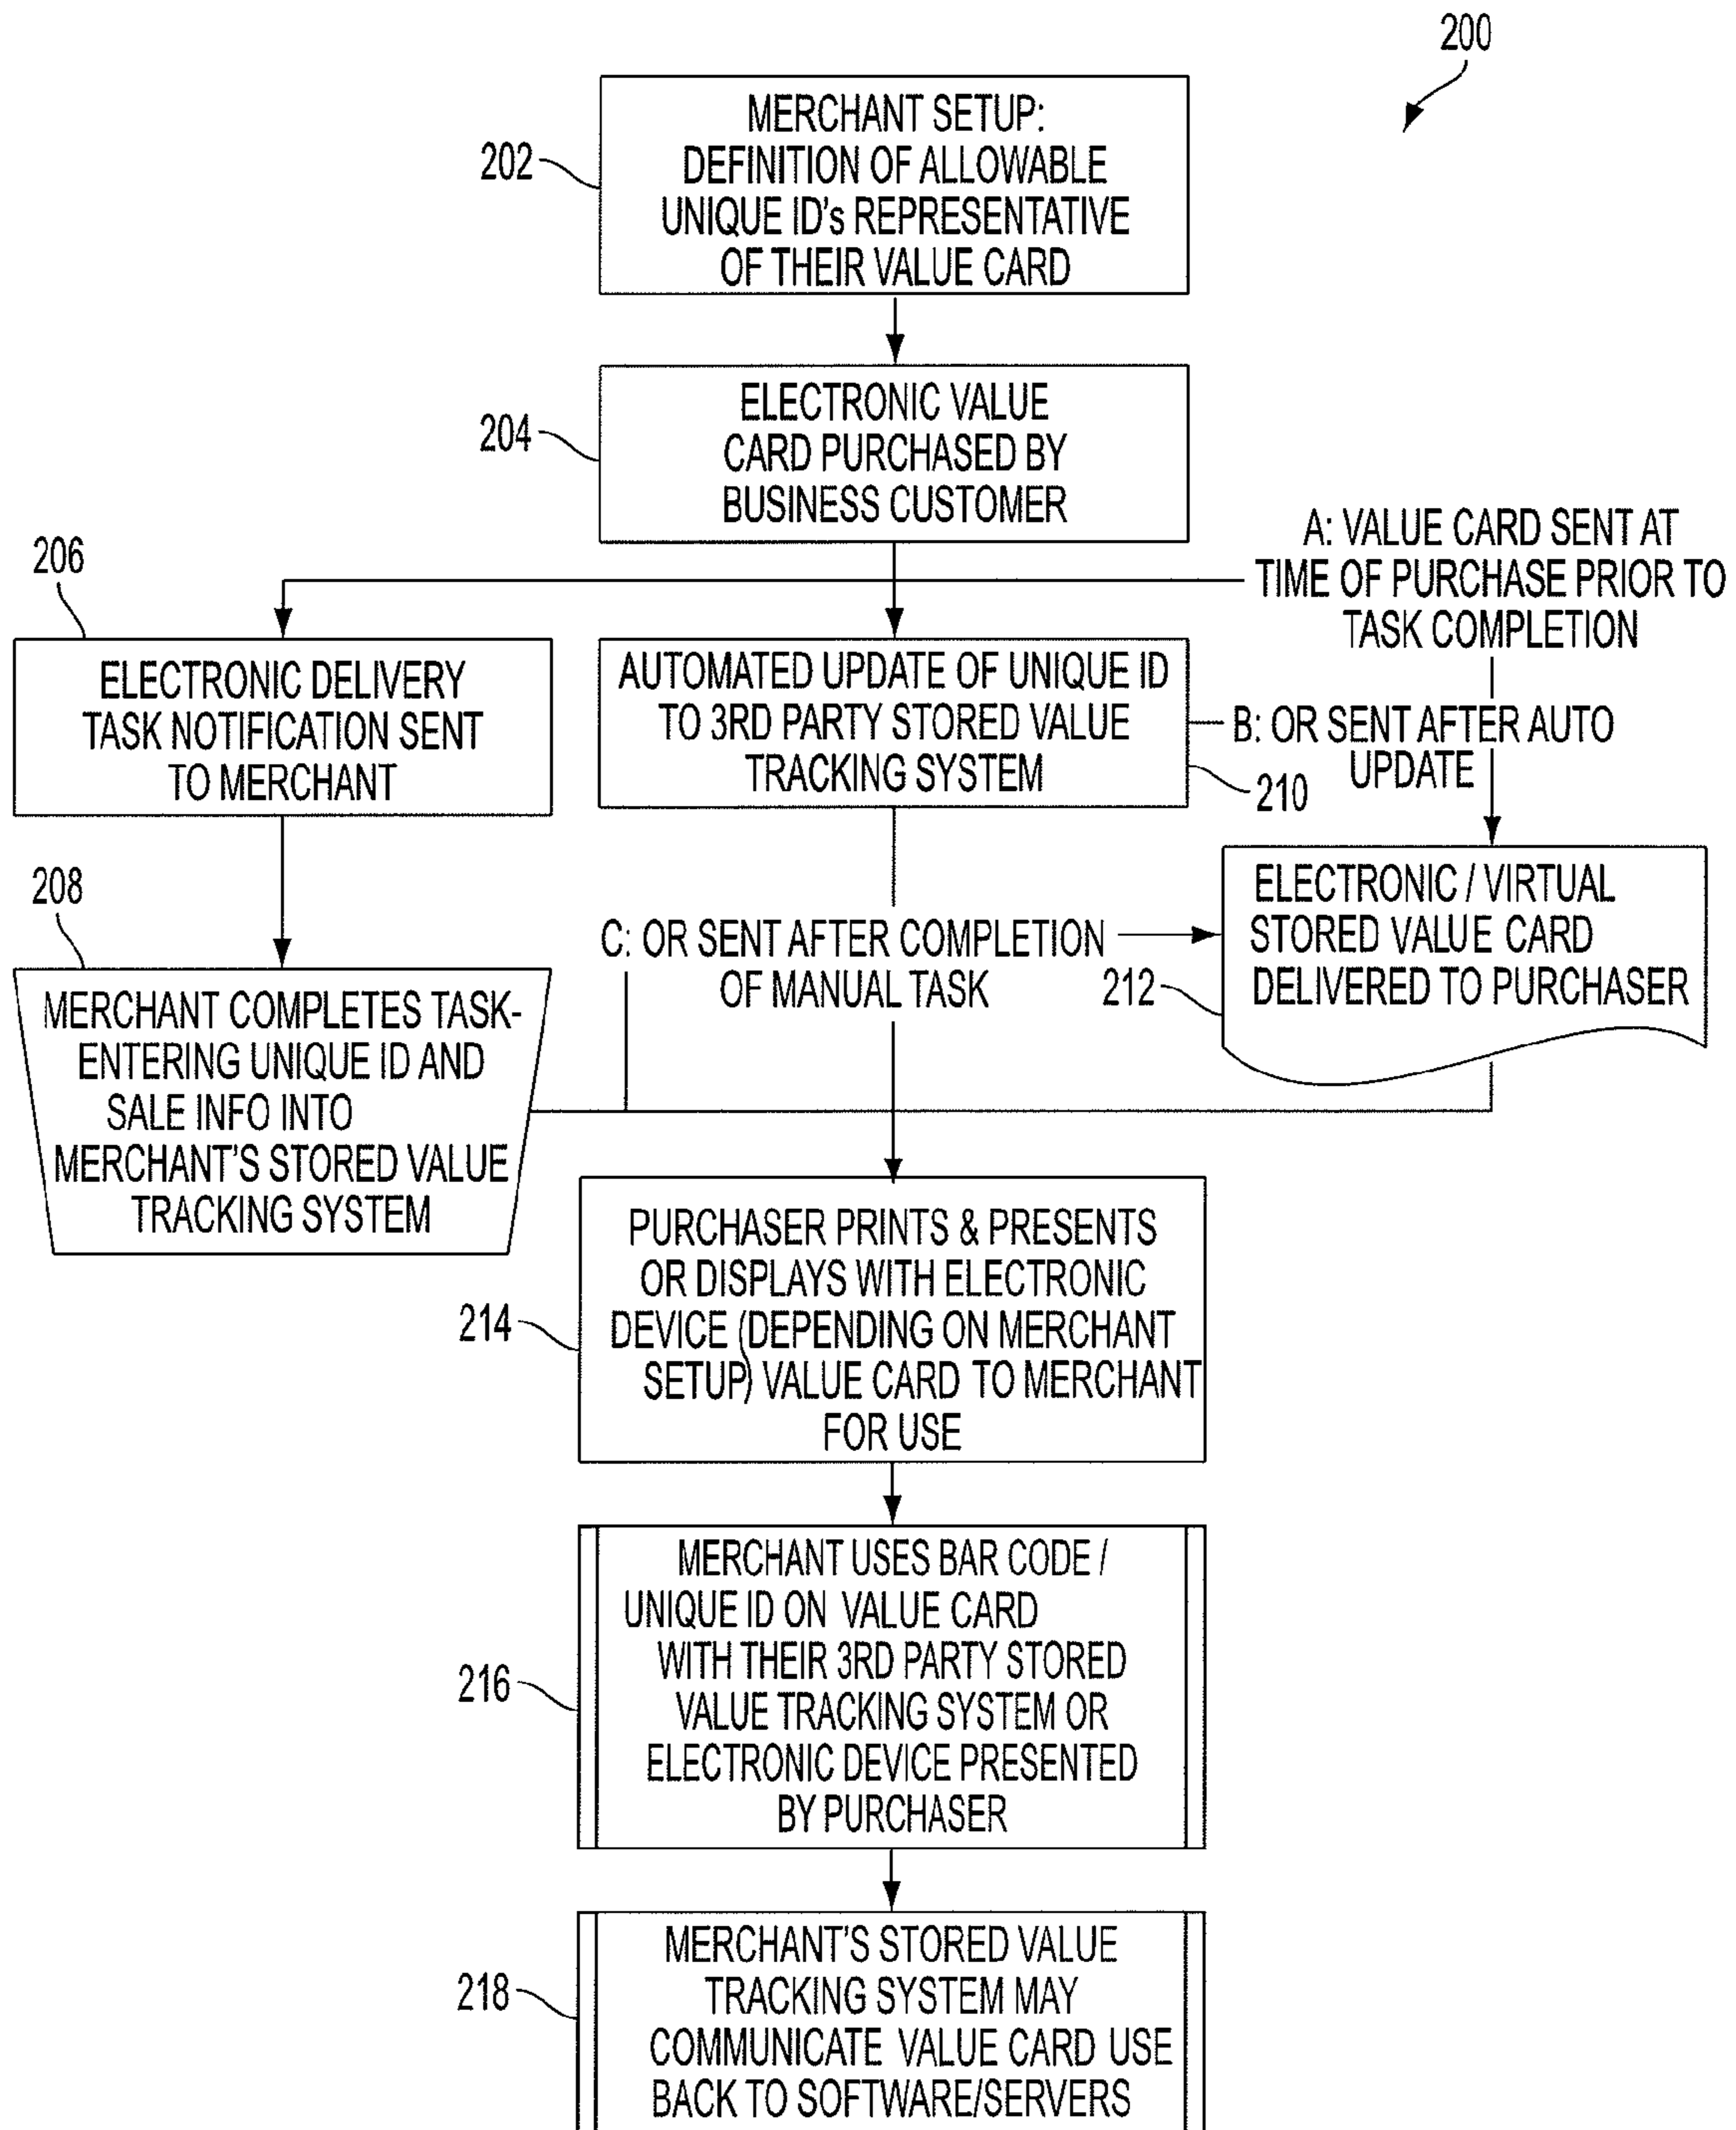 200
202
MERCHANT SETUP:
DEFINITION OF ALLOWABLE
UNIQUE ID's REPRESENTATIVE
OF THEIR VALUE CARD
204
ELECTRONIC VALUE
CARD PURCHASED BY
BUSINESS CUSTOMER
A: VALUE CARD SENT AT
TIME OF PURCHASE PRIOR TO
TASK COMPLETION
206
ELECTRONIC DELIVERY
TASK NOTIFICATION SENT
TO MERCHANT
AUTOMATED UPDATE OF UNIQUE ID
TO 3RD PARTY STORED VALUE
TRACKING SYSTEM
B: OR SENT AFTER AUTO
UPDATE
210
208
MERCHANT COMPLETES TASK-
ENTERING UNIQUE ID AND
SALE INFO INTO
MERCHANT'S STORED VALUE
TRACKING SYSTEM
C: OR SENT AFTER COMPLETION
OF MANUAL TASK
212
ELECTRONIC / VIRTUAL
STORED VALUE CARD
DELIVERED TO PURCHASER
214
PURCHASER PRINTS & PRESENTS
OR DISPLAYS WITH ELECTRONIC
DEVICE (DEPENDING ON MERCHANT
SETUP) VALUE CARD TO MERCHANT
FOR USE
216
MERCHANT USES BAR CODE /
UNIQUE ID ON VALUE CARD
WITH THEIR 3RD PARTY STORED
VALUE TRACKING SYSTEM OR
ELECTRONIC DEVICE PRESENTED
BY PURCHASER
218
MERCHANT'S STORED VALUE
TRACKING SYSTEM MAY
COMMUNICATE VALUE CARD USE
BACK TO SOFTWARE/SERVERS